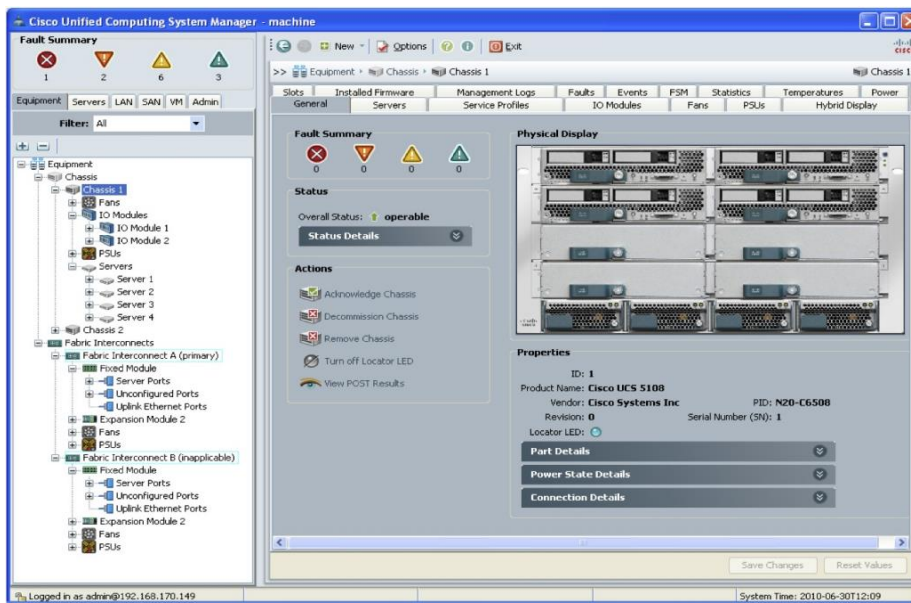 Cisco Unified Computing System Manager - machine
Fault Summary
1 2 6 3
Equipment Servers LAN SAN VM Admin
Filter: All
Equipment
Chassis
Chassis 1
Fans
IO Modules
IO Module 1
IO Module 2
PSUs
Servers
Server 1
Server 2
Server 3
Server 4
Chassis 2
Fabric Interconnects
Fabric Interconnect A (primary)
Fixed Module
Server Ports
Unconfigured Ports
Uplink Ethernet Ports
Expansion Module 2
Fans
PSUs
Fabric Interconnect B (inapplicable)
Fixed Module
Server Ports
Unconfigured Ports
Uplink Ethernet Ports
Expansion Module 2
Fans
PSUs
New Options Exit
CISCO
>> Equipment Chassis Chassis 1 Chassis 1
Slots Installed Firmware Management Logs Faults Events FSM Statistics Temperatures Power
General Servers Service Profiles IO Modules Fans PSUs Hybrid Display
Fault Summary
0 0 0 0
Status
Overall Status: operable
Status Details
Actions
Acknowledge Chassis
Decommission Chassis
Remove Chassis
Turn off Locator LED
View POST Results
Physical Display
Properties
ID: 1
Product Name: Cisco UCS 5108
Vendor: Cisco Systems Inc PID: N20-C6508
Revision: 0 Serial Number (SN): 1
Locator LED:
Part Details
Power State Details
Connection Details
Save Changes Reset Values
Logged in as admin@192.168.170.149 System Time: 2010-06-30T12:09